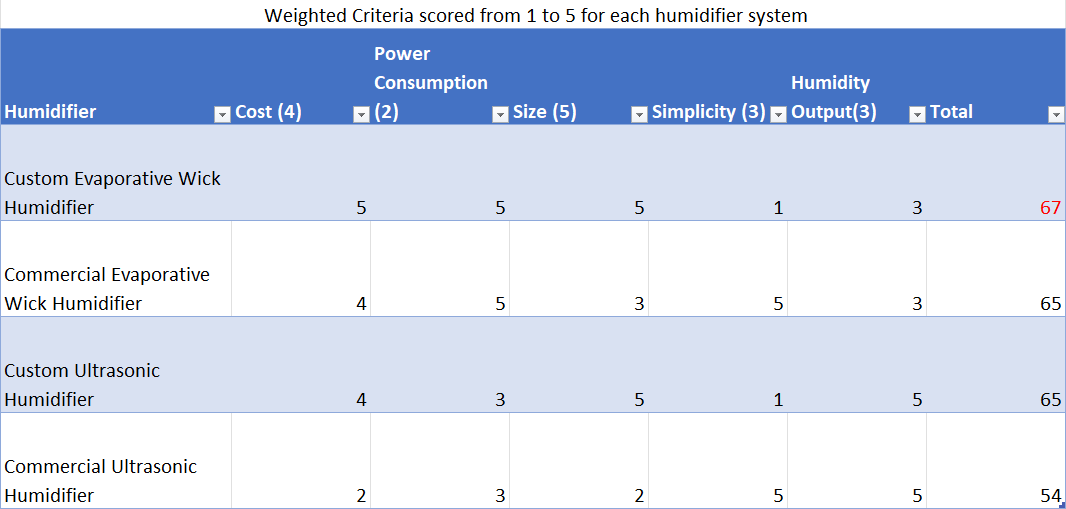 Weighted Criteria scored from 1 to 5 for each humidifier system
Power
Consumption
Humidity
Humidifier Cost (4) (2) Size (5) Simplicity (3) Output(3) Total
Custom Evaporative Wick
Humidifier 5 5 5 1 3 67
Commercial Evaporative
Wick Humidifier 4 5 3 5 3 65
Custom Ultrasonic
Humidifier 4 3 5 1 5 65
Commercial Ultrasonic
Humidifier 2 3 2 5 5 54